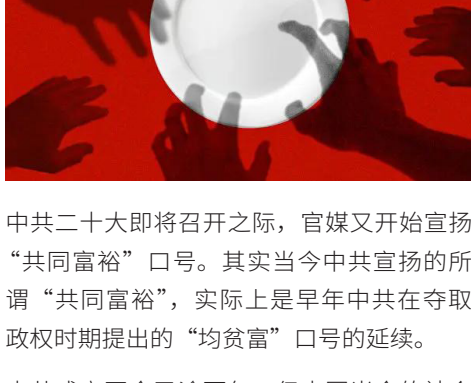 中共二十大即将召开之际，官媒又开始宣扬
“共同富裕”口号。其实当今中共宣扬的所
谓“共同富裕”，实际上是早年中共在夺取
政权时期提出的“均贫富”口号的延续。